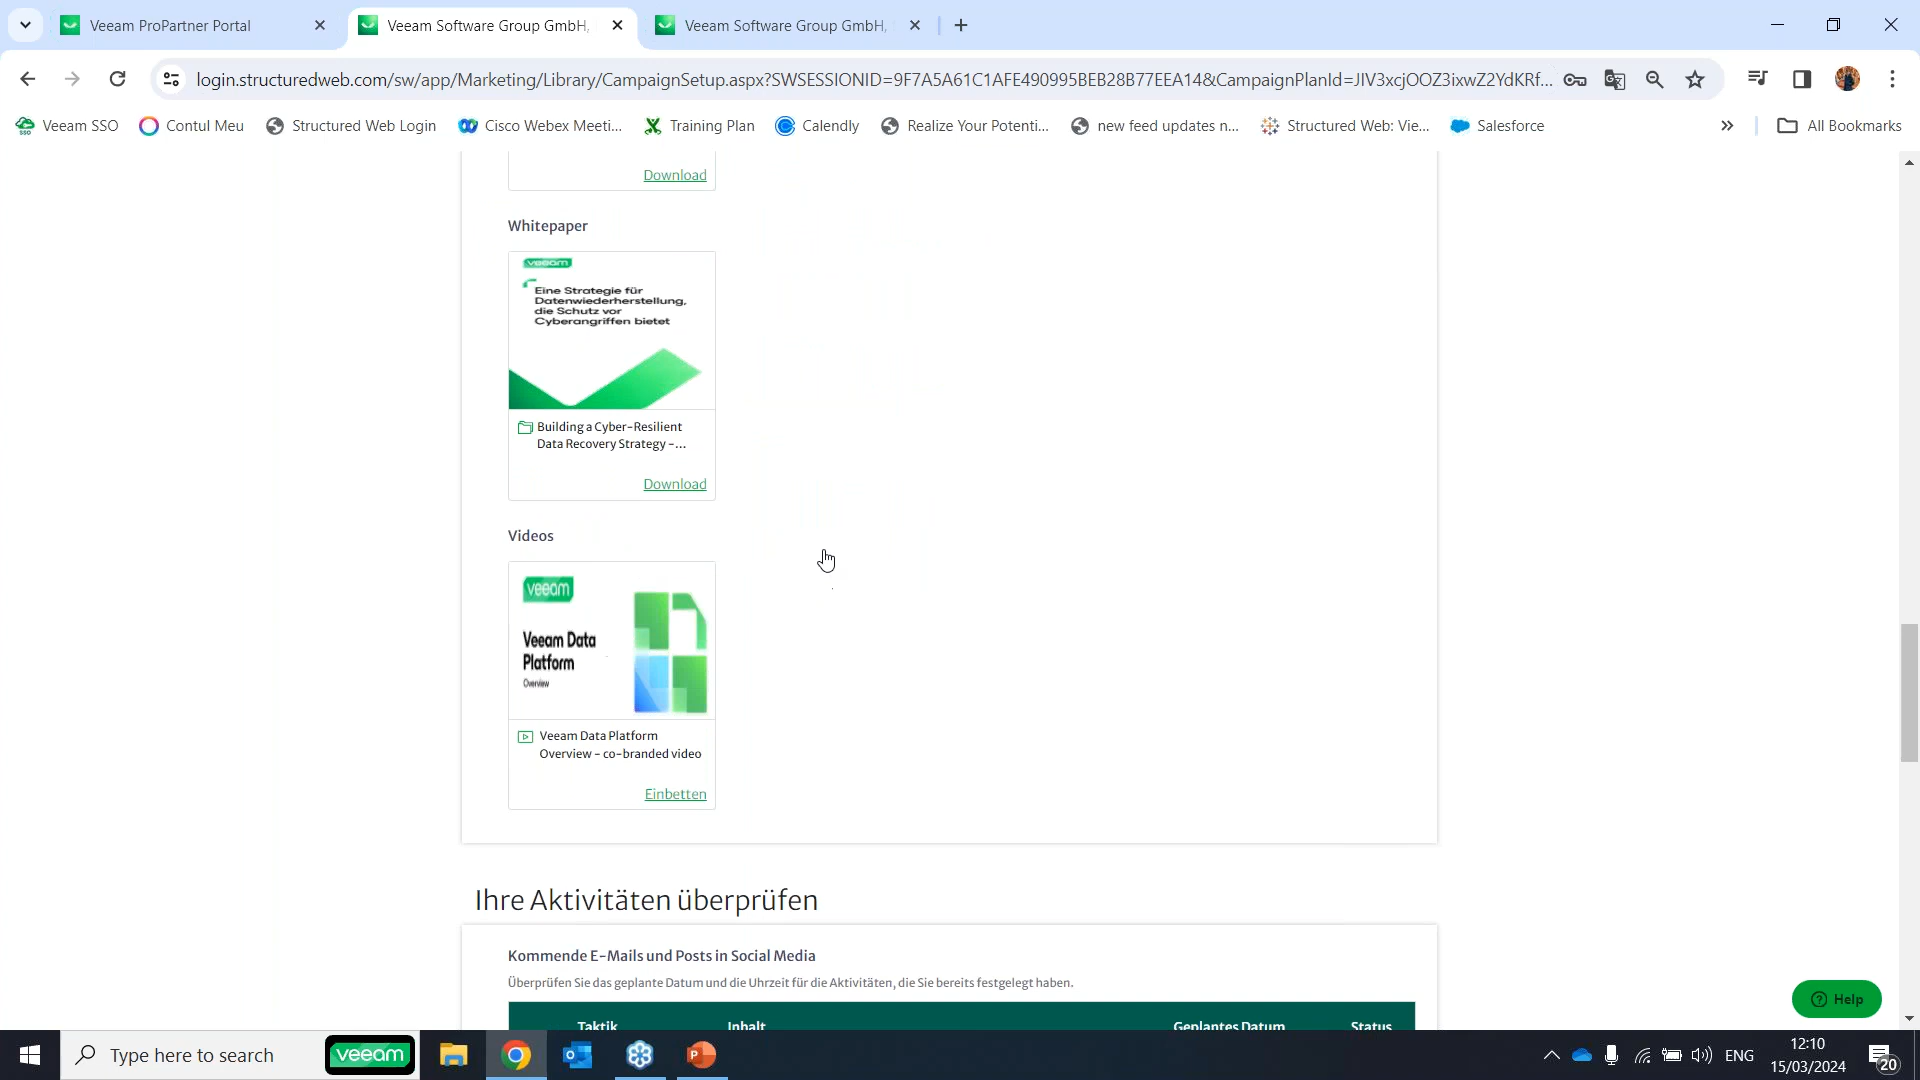 Veeam ProPartner Portal
Veeam Software Group GmbH,
Veeam Software Group GmbH,
login.structuredweb.com/sw/app/Marketing/Library/CampaignSetup.aspx?SWSESSIONID=9F7A5A61C1AFE490995BEB28B77EEA14&CampaignPlanId=JIV3xcjOOZ3ixwZ2YdKRf...
Veeam SSO
Contul Meu
Structured Web Login
Cisco Webex Meeti...
Training Plan
Calendly
Realize Your Potenti...
new feed updates n...
Structured Web: Vie...
Salesforce
All Bookmarks
Download
Whitepaper
veeam
Eine Strategie für
Datenwiederherstellung,
die Schutz vor
Cyberangriffen bietet
Building a Cyber-Resilient
Data Recovery Strategy -...
Download
Videos
veeam
Veeam Data
Platform
Overview
Veeam Data Platform
Overview - co-branded video
Einbetten
Ihre Aktivitäten überprüfen
Kommende E-Mails und Posts in Social Media
Überprüfen Sie das geplante Datum und die Uhrzeit für die Aktivitäten, die Sie bereits festgelegt haben.
Taktik Inhalt Geplantes Datum Status
Help
Type here to search
veeam
ENG
12:10
15/03/2024
20